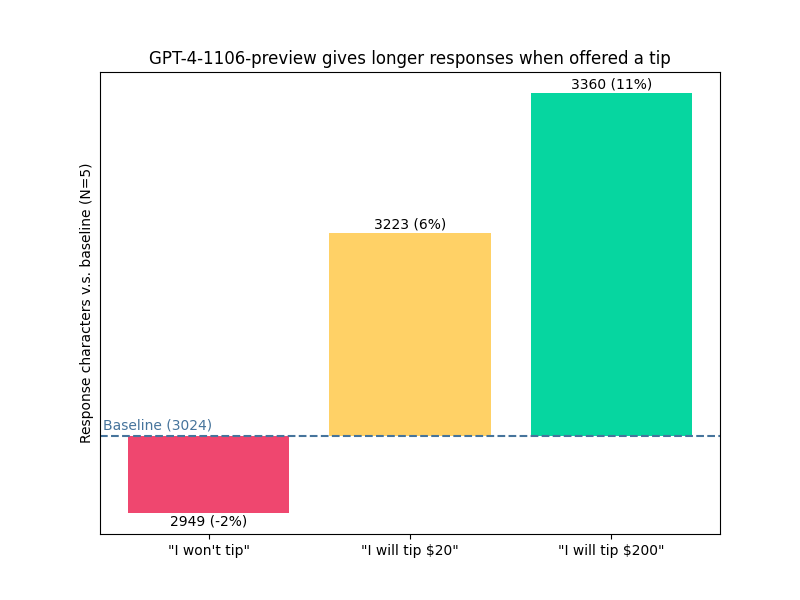 GPT-4-1106-preview gives longer responses when offered a tip
Response characters v.s. baseline (N=5)
3360 (11%)
3223 (6%)
Baseline (3024)
2949 (-2%)
"I won't tip"
"I will tip $20"
"I will tip $200"